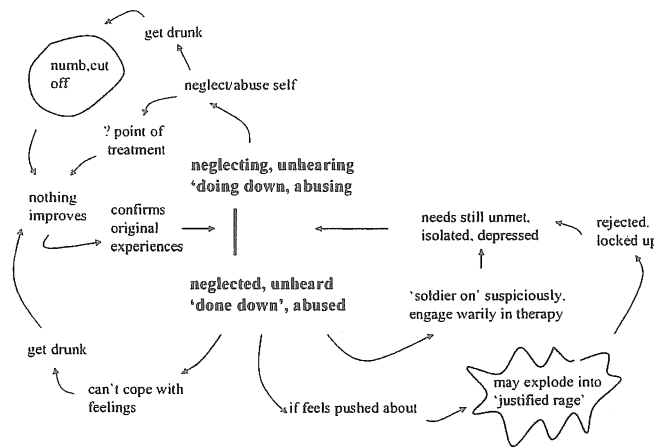 get drunk
numb,cut
off
neglect/abuse self
? point of
treatment
neglecting, unhearing
‘doing down, abusing
nothing
improves
confirms
original
experiences
needs still unmet,
isolated, depressed
rejected.
locked up
neglected, unheard
‘done down’, abused
‘soldier on’ suspiciously,
engage warily in therapy
get drunk
can't cope with
feelings
if feels pushed about
may explode into
‘justified rage’